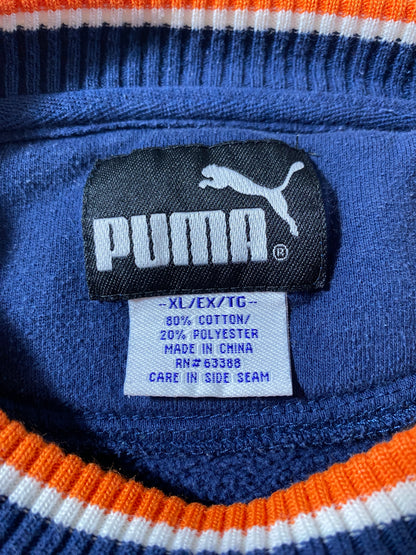 PUMA®
--XL/EX/TG--
80% COTTON/
20% POLYESTER
MADE IN CHINA
RN#63388
CARE IN SIDE SEAM